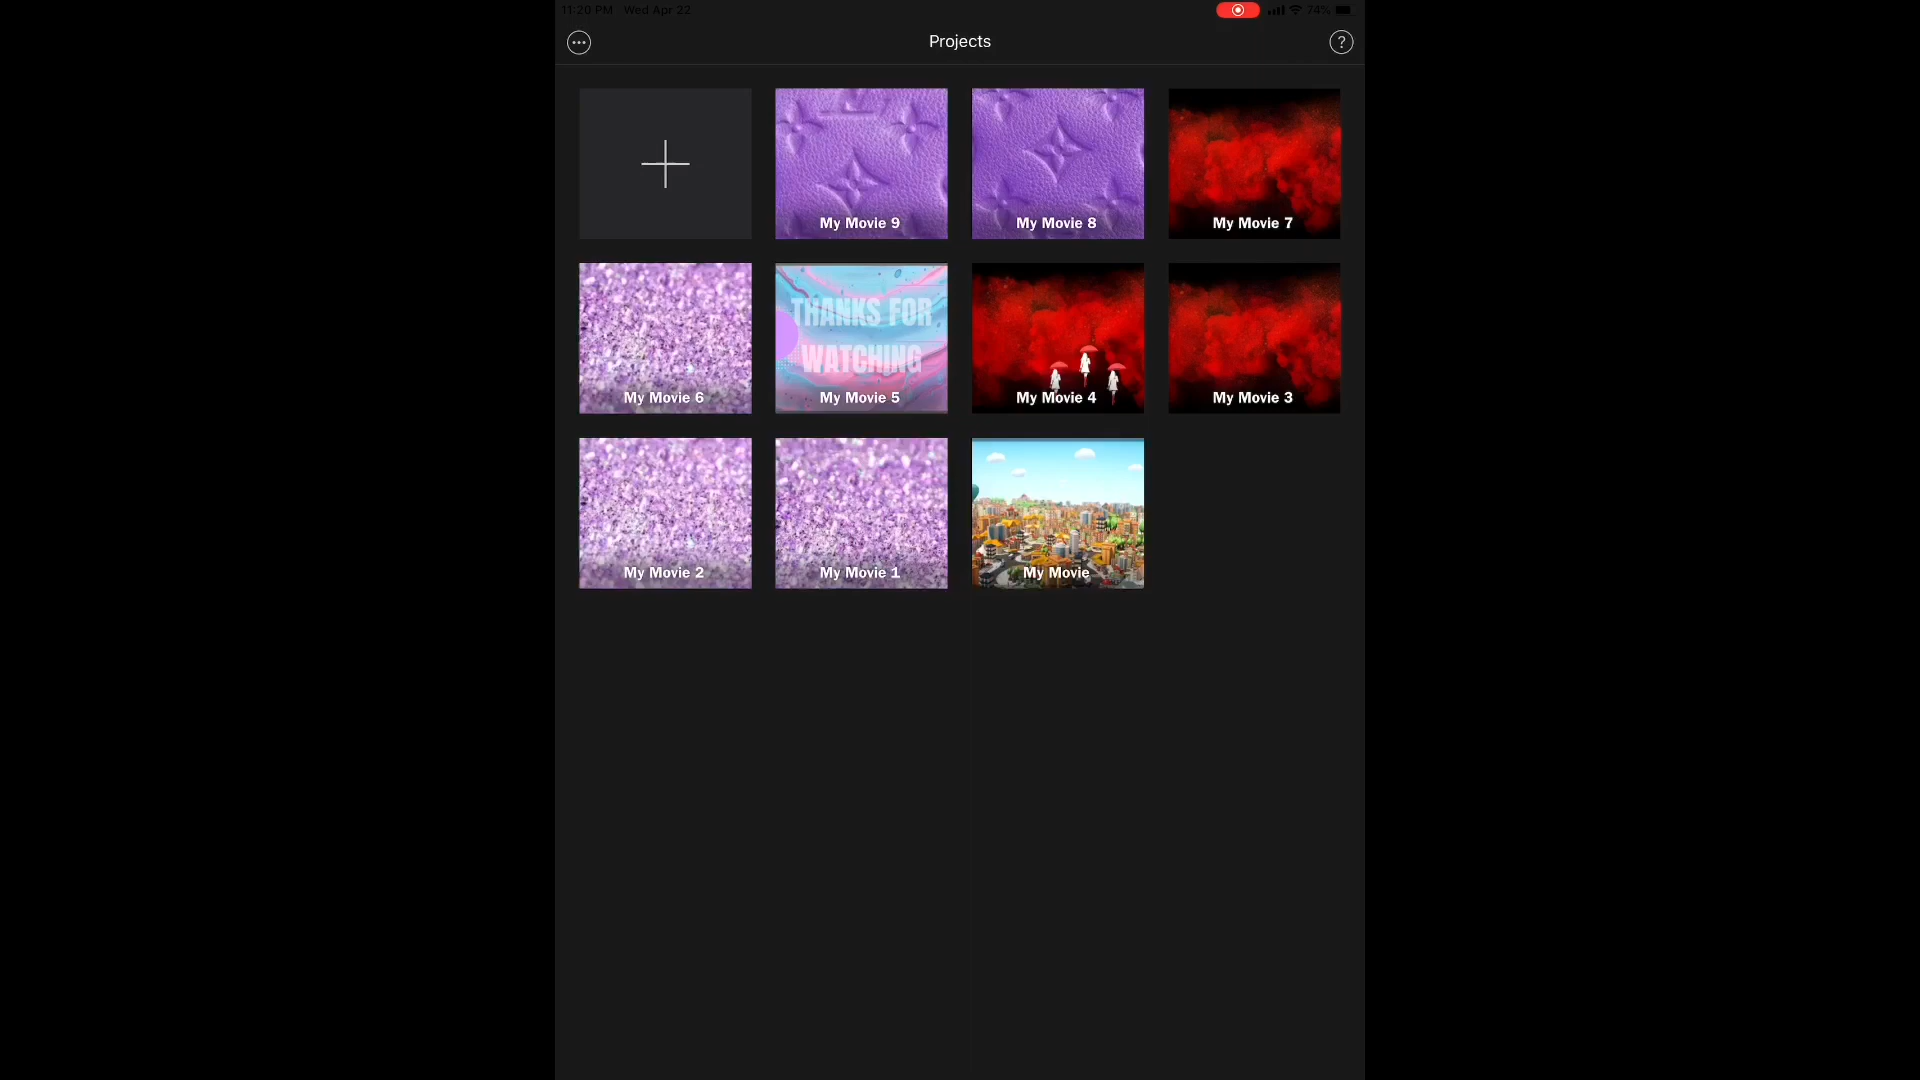 11:20 PM Wed Apr 22
74%
Projects
?
My Movie 9
My Movie 8
My Movie 7
My Movie 6
THANKS FOR
WATCHING
My Movie 5
My Movie 4
My Movie 3
My Movie 2
My Movie 1
My Movie